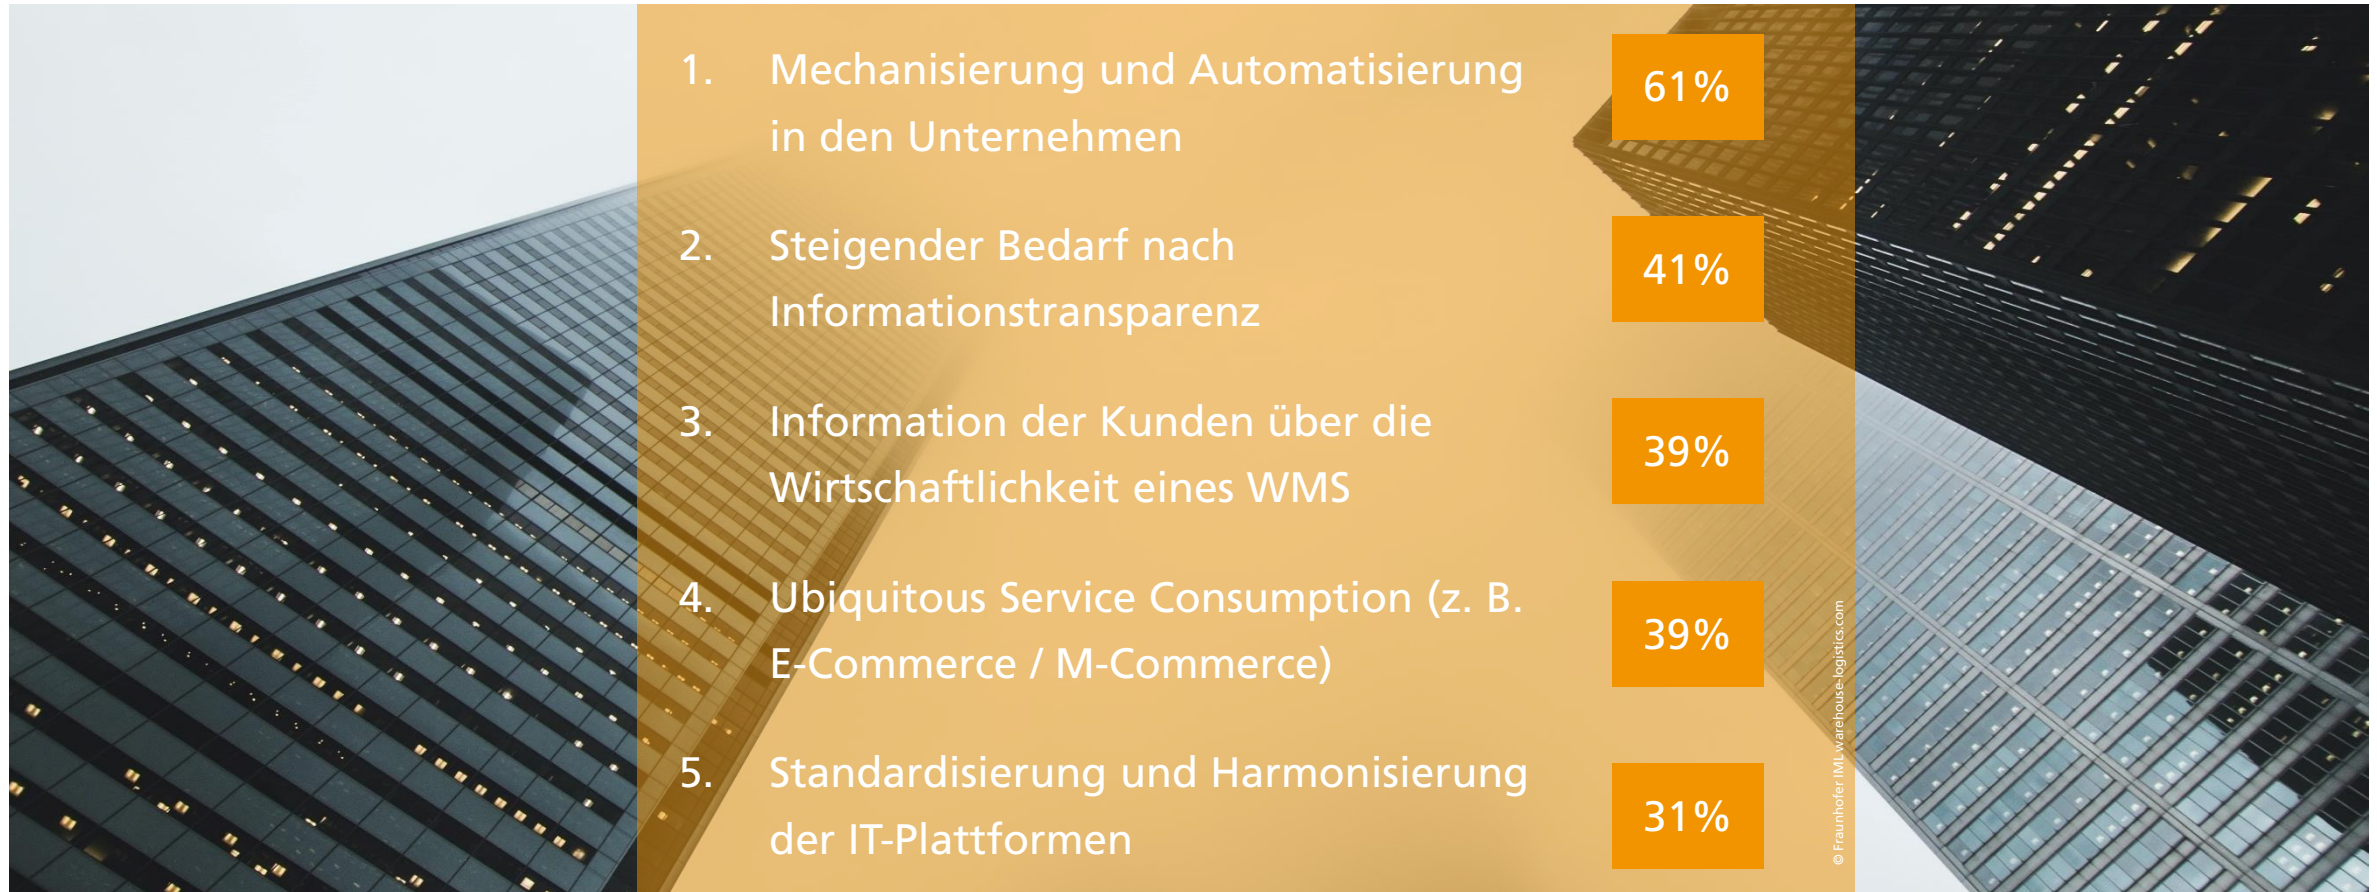 1. Mechanisierung und Automatisierung
in den Unternehmen
61%
2. Steigender Bedarf nach
Informationstransparenz
41%
3. Information der Kunden über die
Wirtschaftlichkeit eines WMS
39%
4. Ubiquitous Service Consumption (z. B.
E-Commerce / M-Commerce)
39%
5. Standardisierung und Harmonisierung
der IT-Plattformen
31%
© Fraunhofer IML warehouse-logistics.com